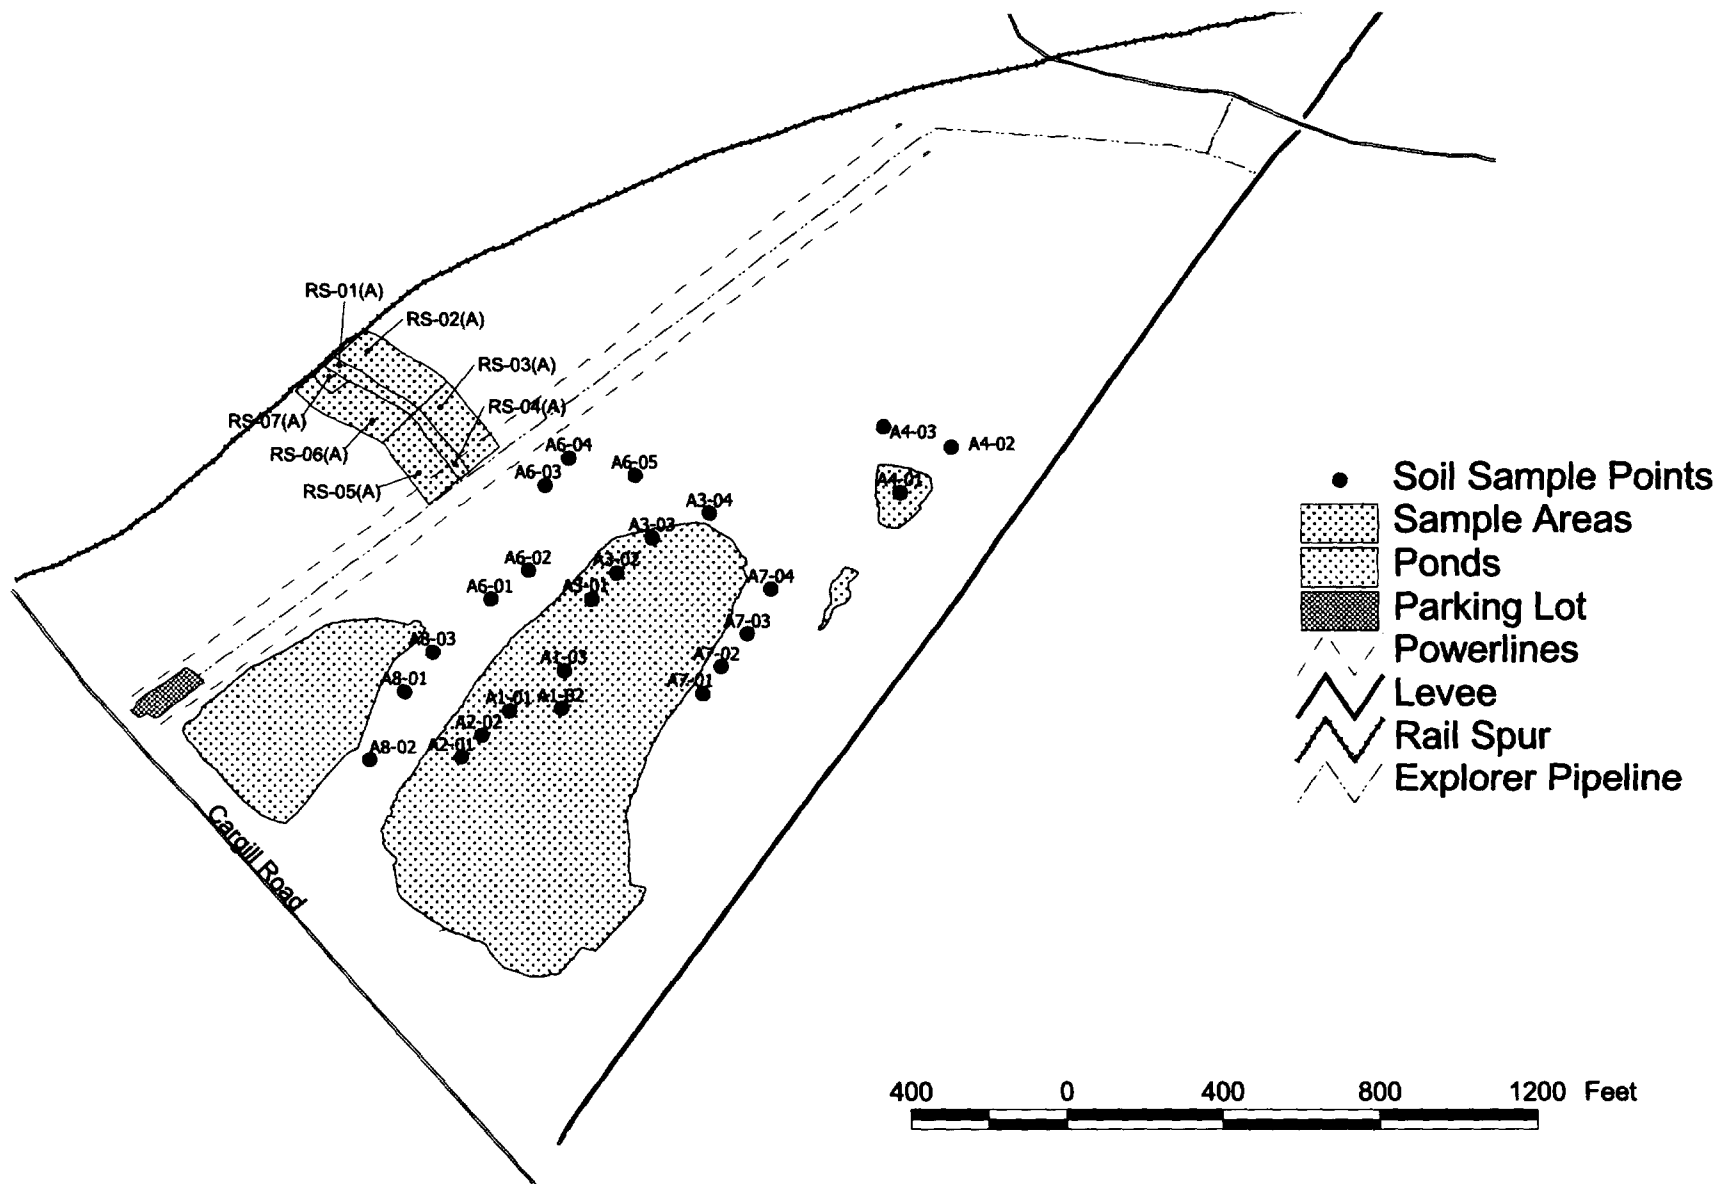 RS-01(A)
RS-02(A)
RS-03(A)
RS-04(A)
RS-07(A)
RS-06(A)
RS-05(A)
A6-04
A6-03
A6-05
A4-03
A4-02
A4-01
A3-04
A3-03
A3-02
A3-01
A6-02
A6-01
A7-04
A7-03
A7-02
A7-01
A8-03
A8-01
A8-02
A1-03
A1-01
A1-02
A2-02
A2-01
Cargill Road
Soil Sample Points
Sample Areas
Ponds
Parking Lot
Powerlines
Levee
Rail Spur
Explorer Pipeline
400 0 400 800 1200 Feet